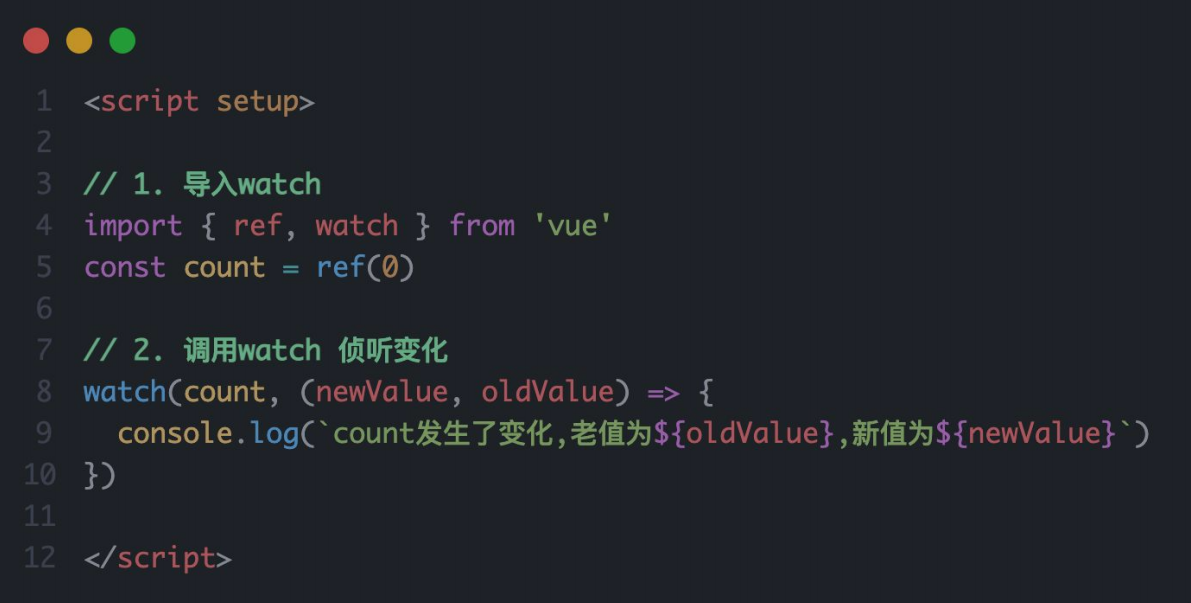 1 <script setup>
2
3 // 1. 导入watch
4 import { ref, watch } from 'vue'
5 const count = ref(0)
6
7 // 2. 调用watch 侦听变化
8 watch(count, (newValue, oldValue) => {
9   console.log(`count发生了变化,老值为${oldValue},新值为${newValue}`)
10 })
11
12 </script>